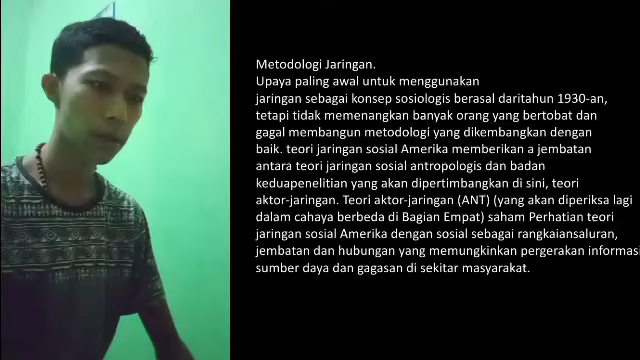 Metodologi Jaringan.
Upaya paling awal untuk menggunakan
jaringan sebagai konsep sosiologis berasal daritahun 1930-an,
tetapi tidak memenangkan banyak orang yang bertobat dan
gagal membangun metodologi yang dikembangkan dengan
baik. teori jaringan sosial Amerika memberikan a jembatan
antara teori jaringan sosial antropologis dan badan
keduapenelitian yang akan dipertimbangkan di sini, teori
aktor-jaringan. Teori aktor-jaringan (ANT) (yang akan diperiksa lagi
dalam cahaya berbeda di Bagian Empat) saham Perhatian teori
jaringan sosial Amerika dengan sosial sebagai rangkaiansaluran,
jembatan dan hubungan yang memungkinkan pergerakan informasi
sumber daya dan gagasan di sekitar masyarakat.